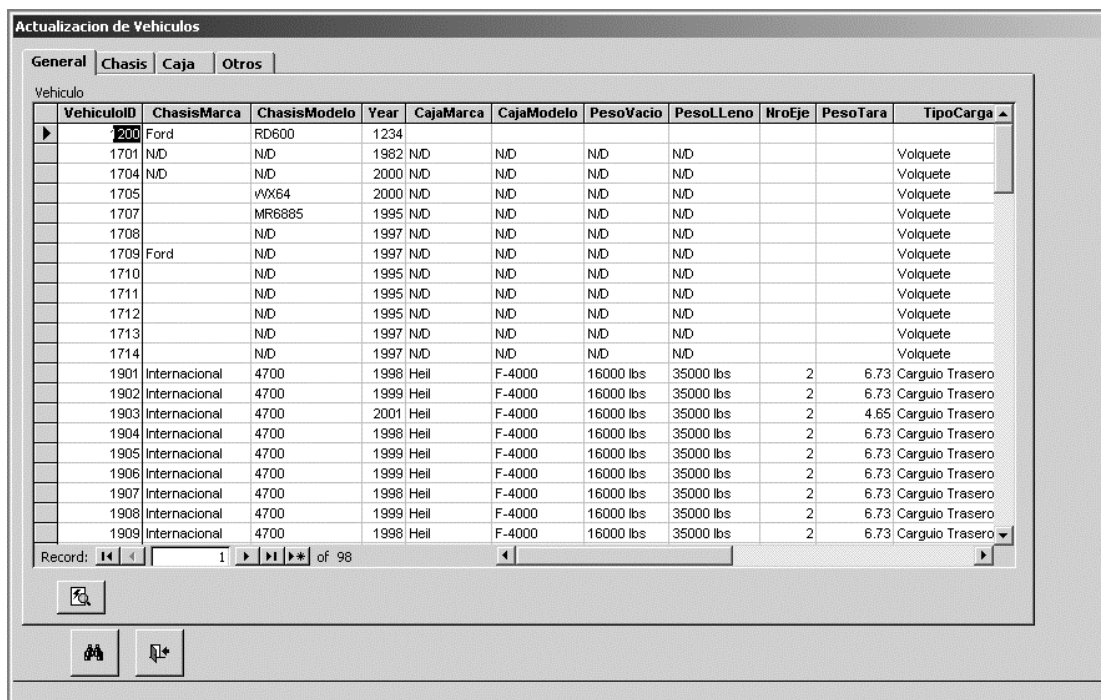 Actualizacion de Vehiculos
General Chasis Caja Otros
Vehiculo
VehiculoID ChasisMarca ChasisModelo Year CajaMarca CajaModelo PesoVacio PesoLLeno NroEje PesoTara TipoCarga
1200 Ford RD600 1234
1701 N/D N/D 1982 N/D N/D N/D N/D Volquete
1704 N/D N/D 2000 N/D N/D N/D N/D Volquete
1705 WX64 2000 N/D N/D N/D N/D Volquete
1707 MR6885 1995 N/D N/D N/D N/D Volquete
1708 N/D 1997 N/D N/D N/D N/D Volquete
1709 Ford N/D 1997 N/D N/D N/D N/D Volquete
1710 N/D 1995 N/D N/D N/D N/D Volquete
1711 N/D 1995 N/D N/D N/D N/D Volquete
1712 N/D 1995 N/D N/D N/D N/D Volquete
1713 N/D 1997 N/D N/D N/D N/D Volquete
1714 N/D 1997 N/D N/D N/D N/D Volquete
1901 Internacional 4700 1998 Heil F-4000 16000 lbs 35000 lbs 2 6.73 Carguio Trasero
1902 Internacional 4700 1999 Heil F-4000 16000 lbs 35000 lbs 2 6.73 Carguio Trasero
1903 Internacional 4700 2001 Heil F-4000 16000 lbs 35000 lbs 2 4.65 Carguio Trasero
1904 Internacional 4700 1998 Heil F-4000 16000 lbs 35000 lbs 2 6.73 Carguio Trasero
1905 Internacional 4700 1999 Heil F-4000 16000 lbs 35000 lbs 2 6.73 Carguio Trasero
1906 Internacional 4700 1999 Heil F-4000 16000 lbs 35000 lbs 2 6.73 Carguio Trasero
1907 Internacional 4700 1998 Heil F-4000 16000 lbs 35000 lbs 2 6.73 Carguio Trasero
1908 Internacional 4700 1999 Heil F-4000 16000 lbs 35000 lbs 2 6.73 Carguio Trasero
1909 Internacional 4700 1998 Heil F-4000 16000 lbs 35000 lbs 2 6.73 Carguio Trasero
Record: 1 of 98